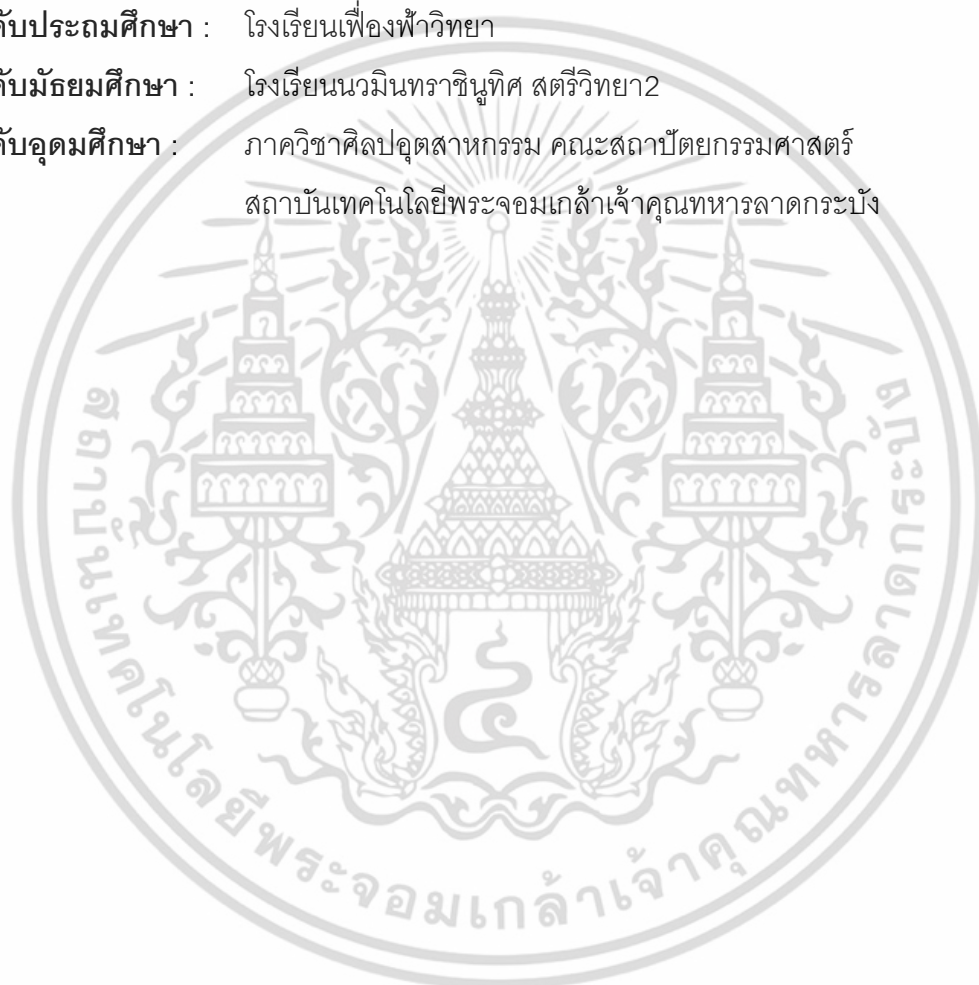 ับประถมศึกษา : โรงเรียนเฟื่องฟ้าวิทยา
ับมัธยมศึกษา : โรงเรียนนวมินทราชินูทิศ สตรีวิทยา2
ับอุดมศึกษา : ภาควิชาศิลปอุตสาหกรรม คณะสถาปัตยกรรมศาสตร์
สถาบันเทคโนโลยีพระจอมเกล้าเจ้าคุณทหารลาดกระบัง
สถาบันเทคโนโลยีพระจอมเกล้าเจ้าคุณทหารลาดกระบัง
๔